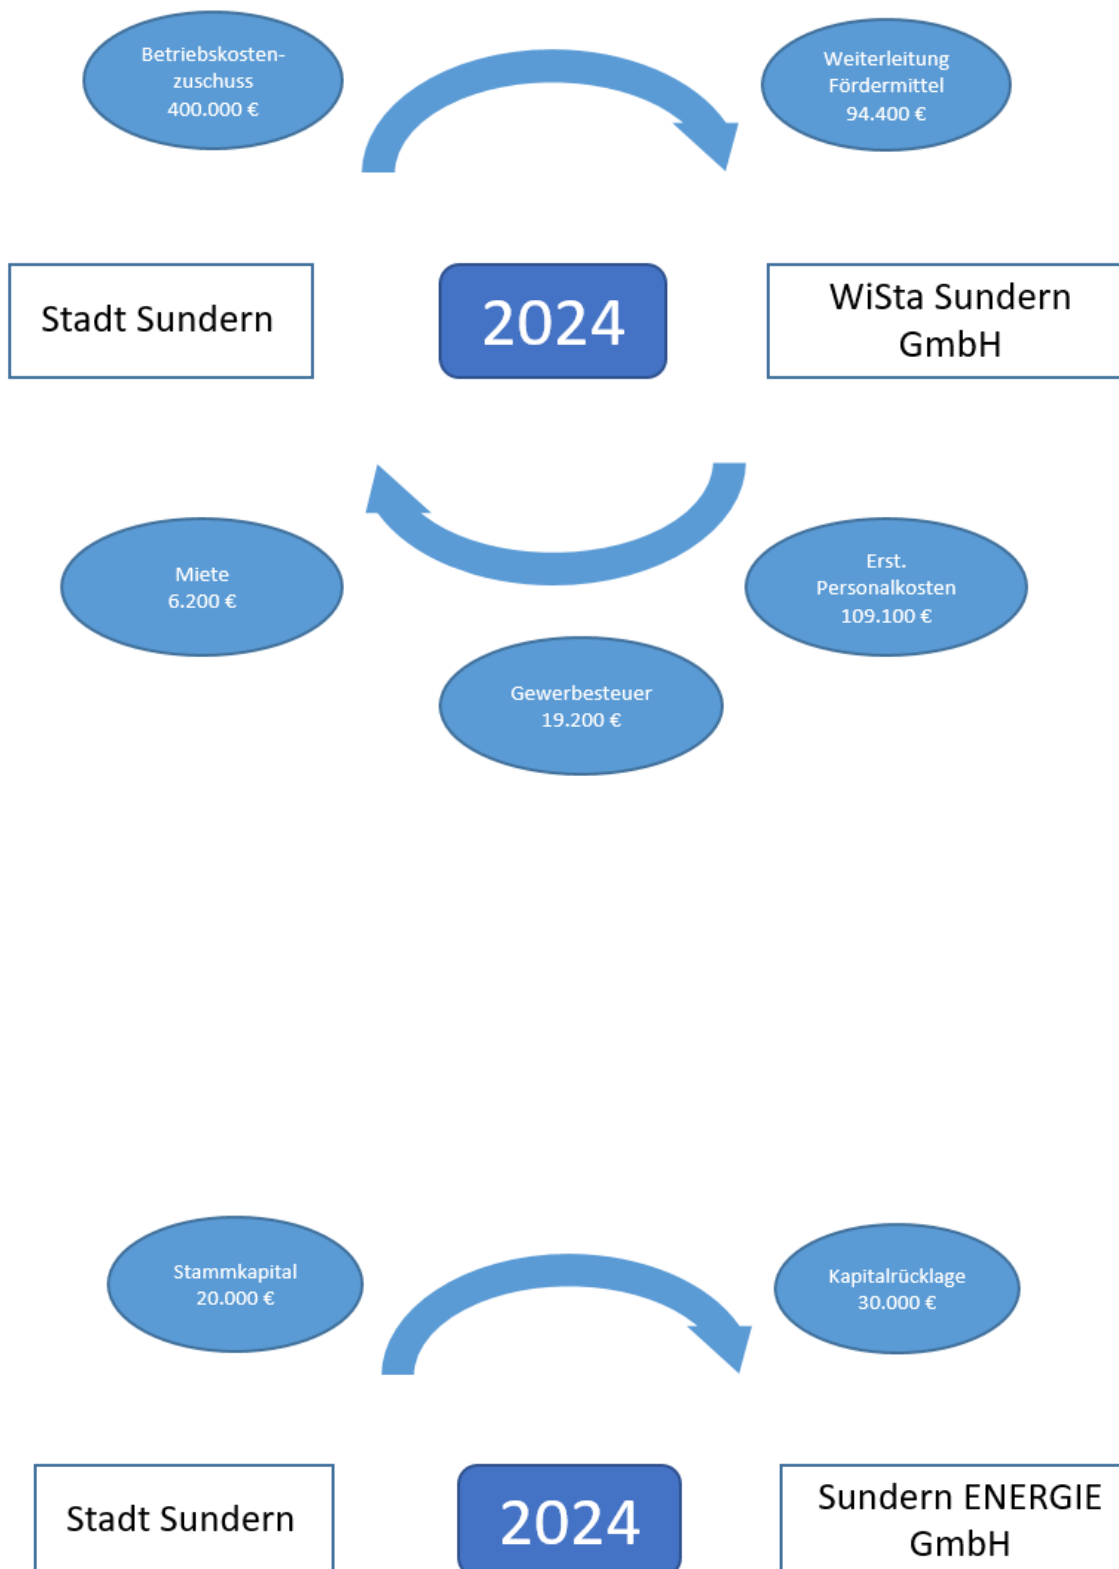 Betriebskosten-
zuschuss
400.000 €
Weiterleitung
Fördermittel
94.400 €
Stadt Sundern
2024
WiSta Sundern
GmbH
Miete
6.200 €
Erst.
Personalkosten
109.100 €
Gewerbesteuer
19.200 €
Stammkapital
20.000 €
Kapitalrücklage
30.000 €
Stadt Sundern
2024
Sundern ENERGIE
GmbH